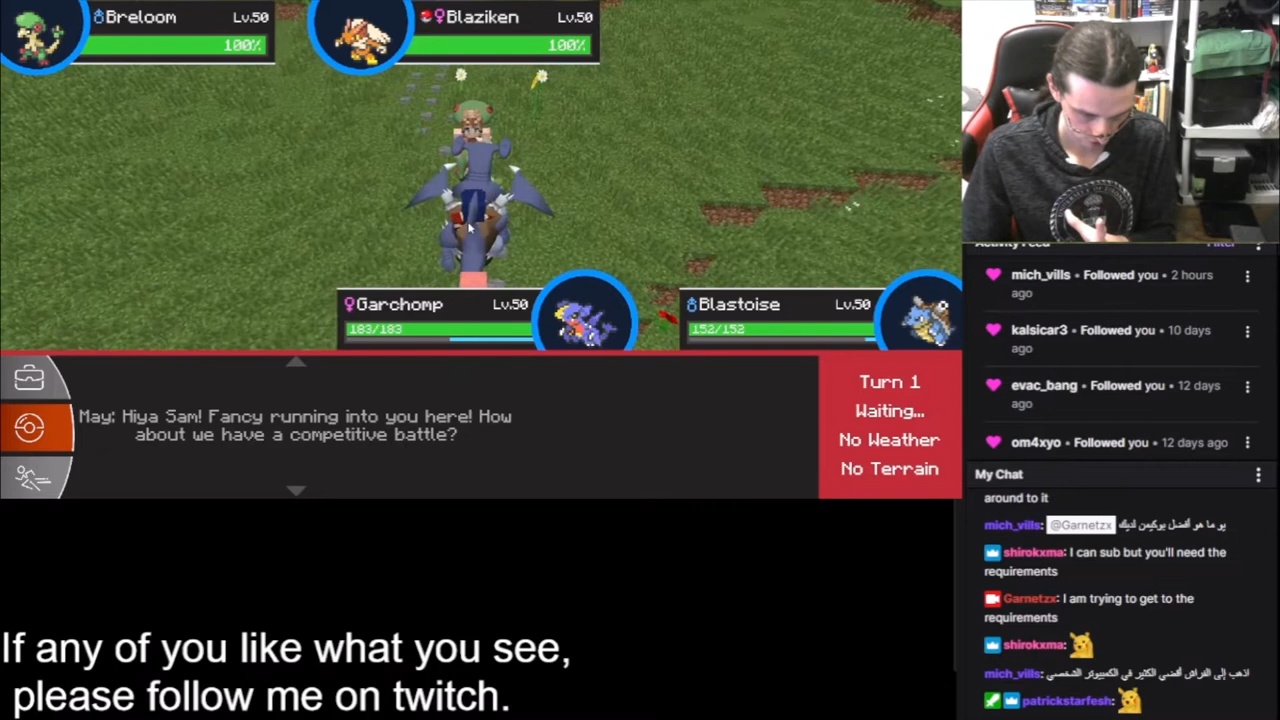 Breloom Lv.50
100%
Blaziken Lv.50
100%
Garchomp Lv.50
183/183
Blastoise Lv.50
152/152
May: Hiya Sam! Fancy running into you here! How
about we have a competitive battle?
Turn 1
Waiting...
No Weather
No Terrain
If any of you like what you see,
please follow me on twitch.
Activity Feed Filter
mich_vills • Followed you • 2 hours
ago
kalsicar3 • Followed you • 10 days
ago
evac_bang • Followed you • 12 days
ago
om4xyo • Followed you • 12 days ago
My Chat
around to it
mich_vills: @Garnetzx يو ما هو أفضل بوكيمن لديك
shirokxma: I can sub but you'll need the
requirements
Garnetzx: I am trying to get to the
requirements
shirokxma:
mich_vills: اذهب إلى الفراش أقضي الكثير في الكمبيوتر الشخصي
patrickstarfesh: